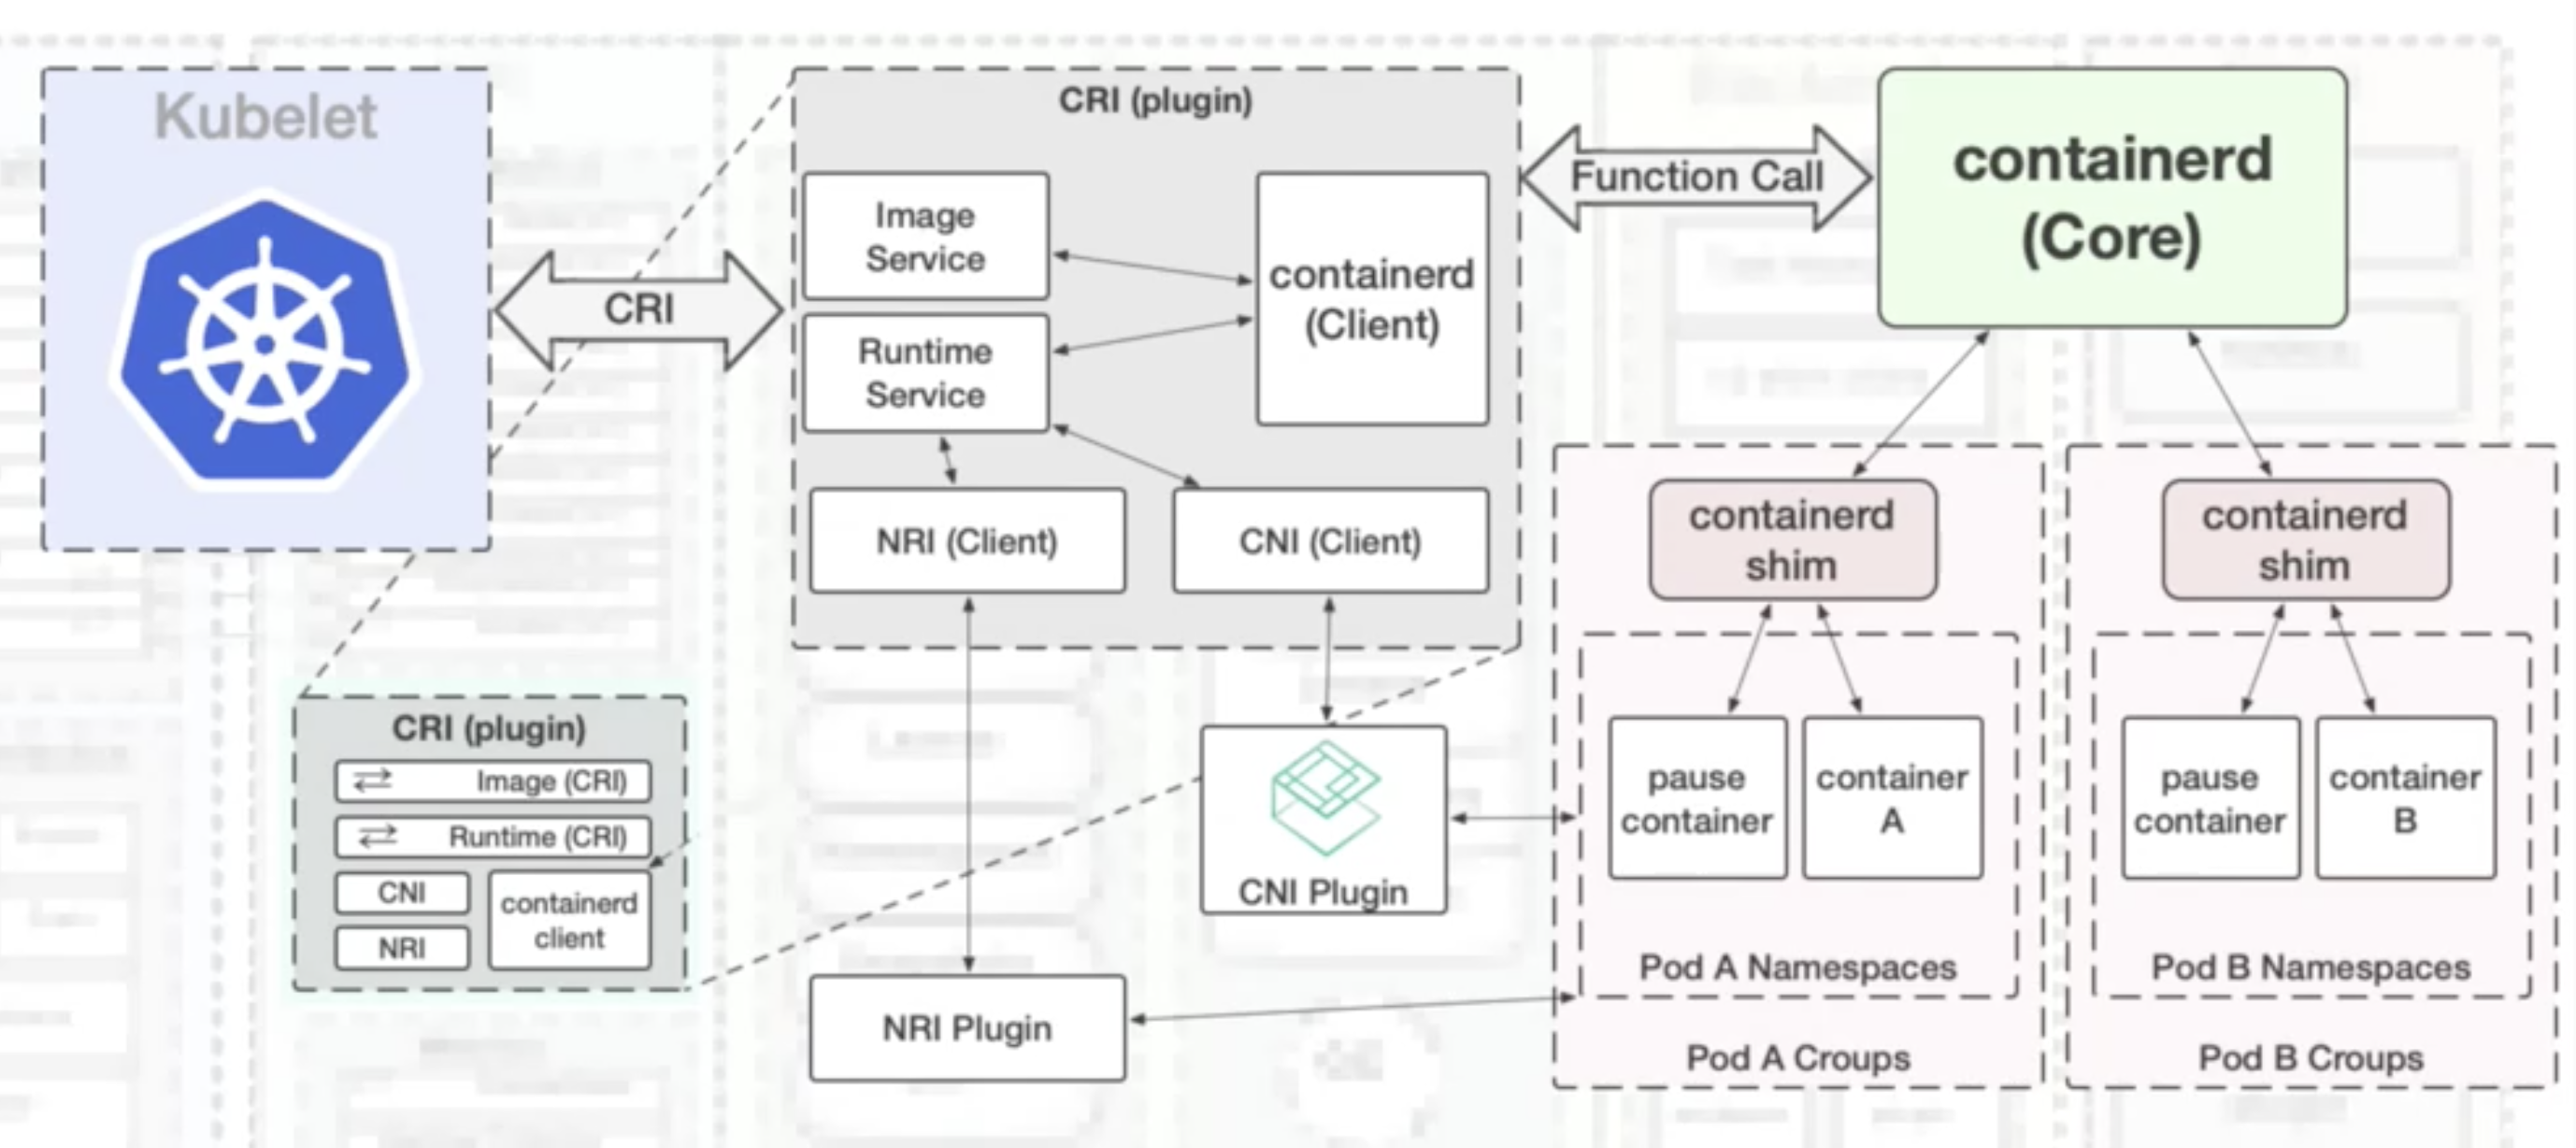 Kubelet
CRI
CRI (plugin)
Image
Service
Runtime
Service
containerd
(Client)
NRI (Client)
CNI (Client)
Function Call
containerd
(Core)
containerd
shim
pause
container
container
A
Pod A Namespaces
Pod A Croups
containerd
shim
pause
container
container
B
Pod B Namespaces
Pod B Croups
CRI (plugin)
Image (CRI)
Runtime (CRI)
CNI
NRI
containerd
client
CNI Plugin
NRI Plugin